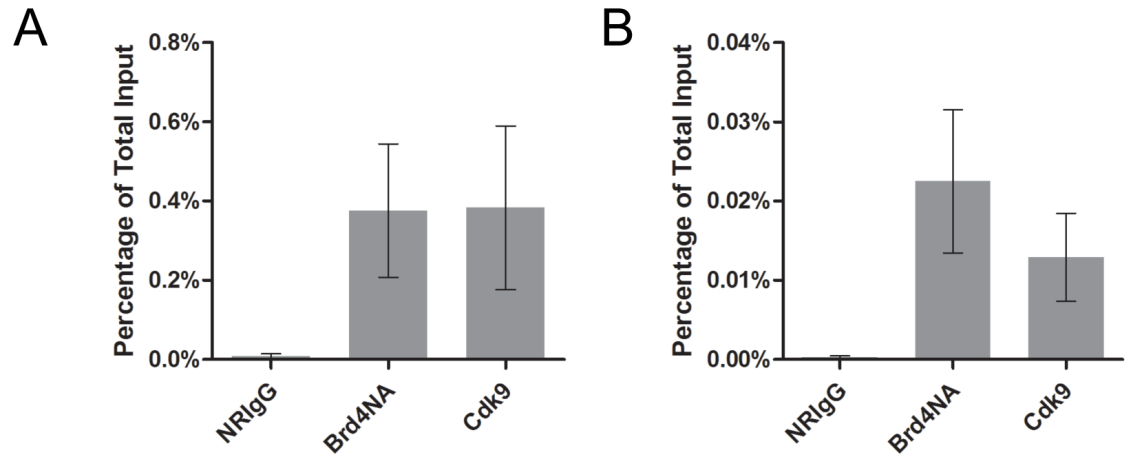 A
Percentage of Total Input
0.8%
0.6%
0.4%
0.2%
0.0%
NRIgG
Brd4NA
Cdk9
B
Percentage of Total Input
0.04%
0.03%
0.02%
0.01%
0.00%
NRIgG
Brd4NA
Cdk9